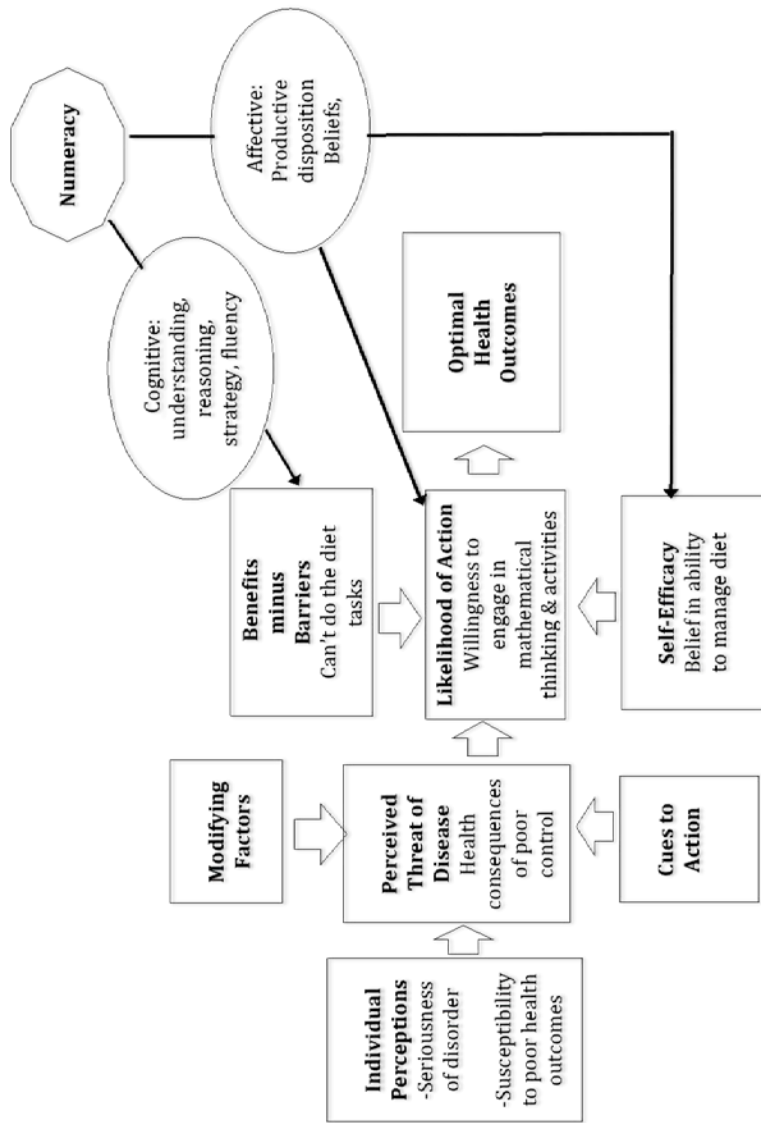 Numeracy
Cognitive:
understanding,
reasoning,
strategy, fluency
Affective:
Productive
disposition
Beliefs,
Modifying
Factors
Benefits
minus
Barriers
Can't do the diet
tasks
Individual
Perceptions
-Seriousness
of disorder
-Susceptibility
to poor health
outcomes
Perceived
Threat of
Disease Health
consequences
of poor
control
Likelihood of Action
Willingness to
engage in
mathematical
thinking & activities
Optimal
Health
Outcomes
Cues to
Action
Self-Efficacy
Belief in ability
to manage diet